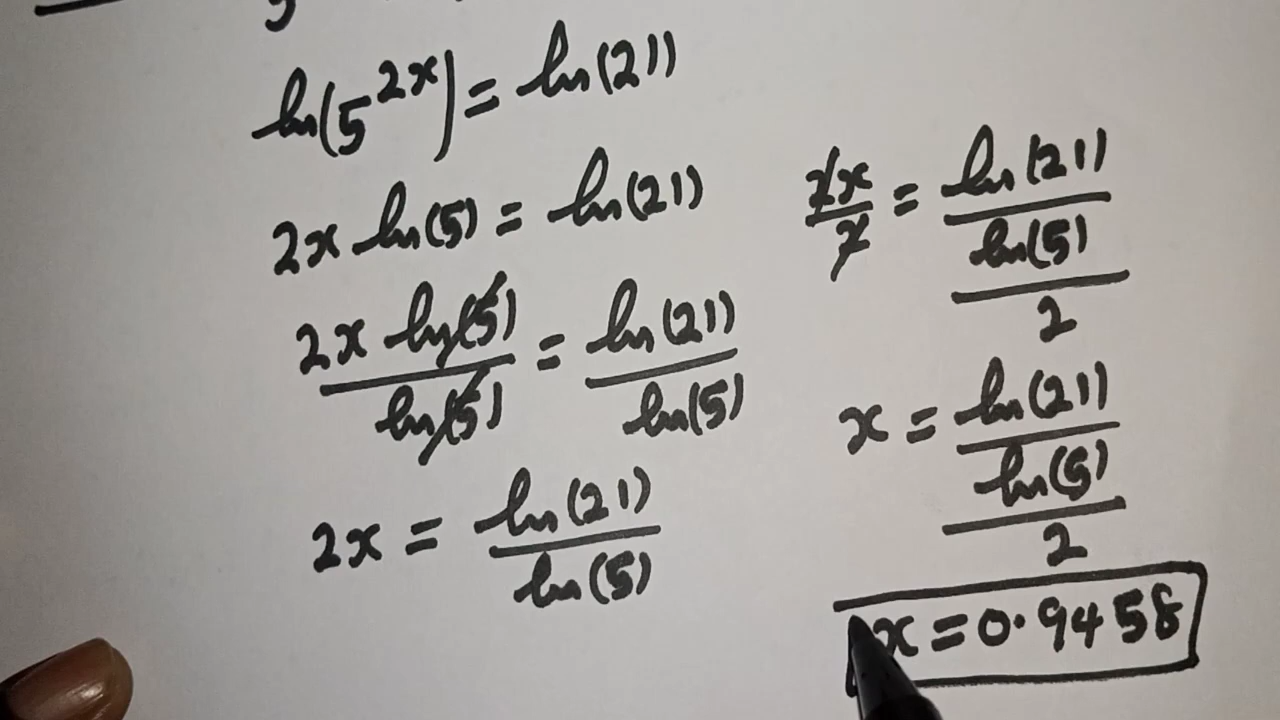 ln(5^2x) = ln(21)
2x ln(5) = ln(21)
2x ln(5) / ln(5) = ln(21) / ln(5)
2x = ln(21) / ln(5)
2x / 2 = ln(21) / ln(5) / 2
x = ln(21) / ln(5) / 2
x = 0.9458